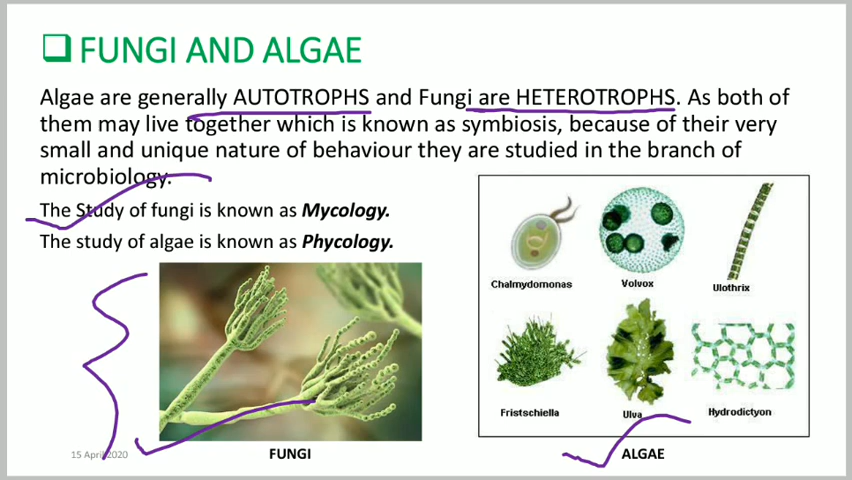 FUNGI AND ALGAE
Algae are generally AUTOTROPHS and Fungi are HETEROTROPHS. As both of
them may live together which is known as symbiosis, because of their very
small and unique nature of behaviour they are studied in the branch of
microbiology.
The Study of fungi is known as Mycology.
The study of algae is known as Phycology.
Chalmydomonas
Volvox
Ulothrix
Fristschiella
Ulva
Hydrodictyon
15 April 2020
FUNGI
ALGAE